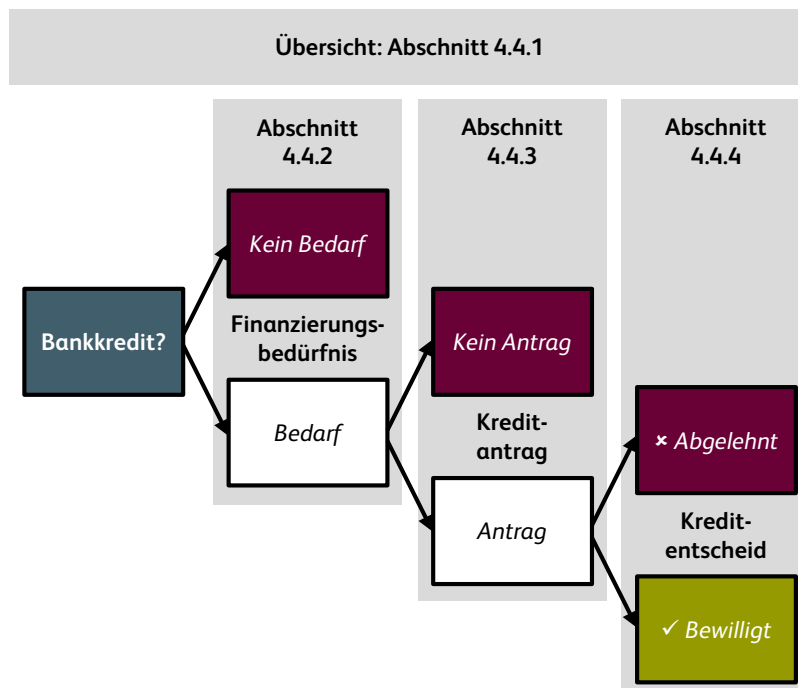 Übersicht: Abschnitt 4.4.1
Abschnitt
4.4.2
Abschnitt
4.4.3
Abschnitt
4.4.4
Kein Bedarf
Bankkredit?
Finanzierungs-
bedürfnis
Kein Antrag
Bedarf
Kredit-
antrag
× Abgelehnt
Antrag
Kredit-
entscheid
✓ Bewilligt